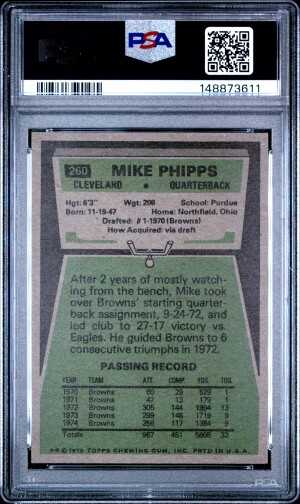 PSA
148873611
260 MIKE PHIPPS
CLEVELAND • QUARTERBACK
Hgt: 6'3" Wgt: 208 School: Purdue
Born: 11-19-47 Home: Northfield, Ohio
Drafted: #1-1970 (Browns)
How Acquired: via draft
After 2 years of mostly watch-
ing from the bench, Mike took
over Browns' starting quarter-
back assignment, 9-24-72, and
led club to 27-17 victory vs.
Eagles. He guided Browns to 6
consecutive triumphs in 1972.
PASSING RECORD
YEAR TEAM ATT. COMP. YDS. TDS.
1970 Browns 60 29 529 1
1971 Browns 47 13 179 1
1972 Browns 305 144 1994 13
1973 Browns 299 148 1719 9
1974 Browns 256 117 1384 9
Totals 967 451 5805 33
© 1975 TOPPS CHEWING GUM, INC. PRTD IN U.S.A.